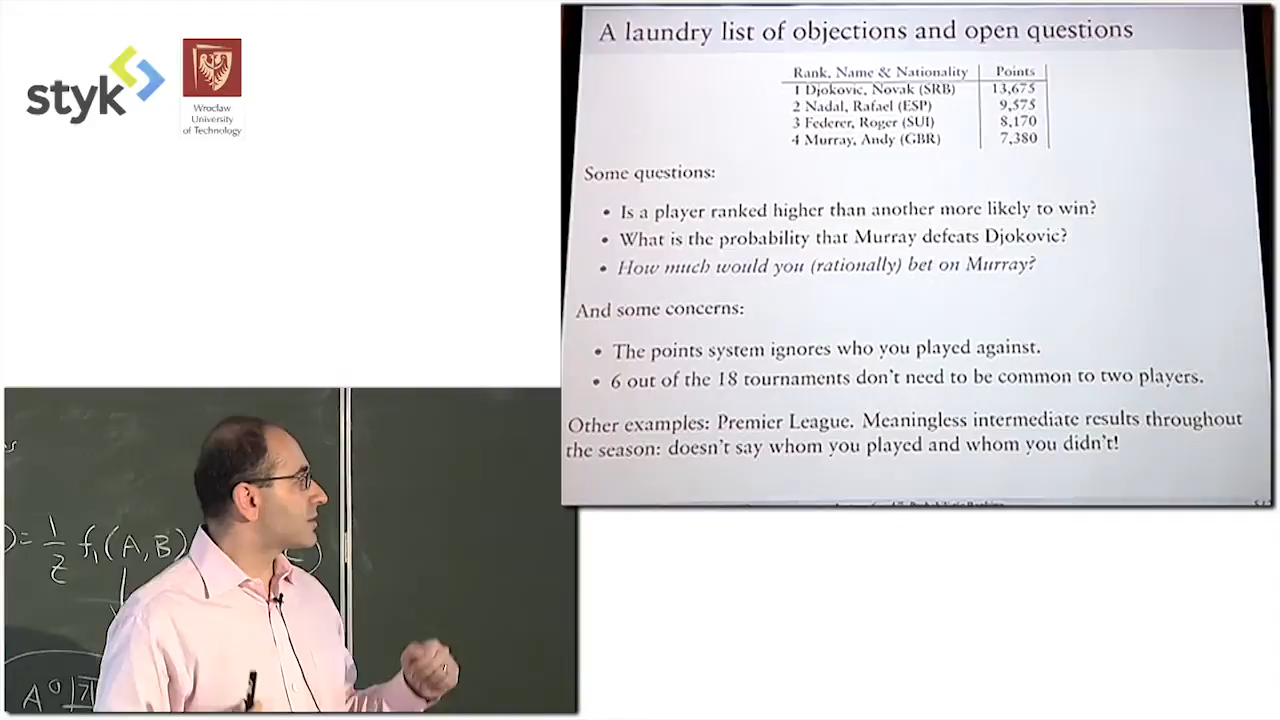 styk
Wrocław
University
of Technology
A laundry list of objections and open questions
Rank, Name & Nationality Points
1 Djokovic, Novak (SRB) 13,675
2 Nadal, Rafael (ESP) 9,575
3 Federer, Roger (SUI) 8,170
4 Murray, Andy (GBR) 7,380
Some questions:
• Is a player ranked higher than another more likely to win?
• What is the probability that Murray defeats Djokovic?
• How much would you (rationally) bet on Murray?
And some concerns:
• The points system ignores who you played against.
• 6 out of the 18 tournaments don't need to be common to two players.
Other examples: Premier League. Meaningless intermediate results throughout
the season: doesn't say whom you played and whom you didn't!
) = 1/Z f₁(A, B)